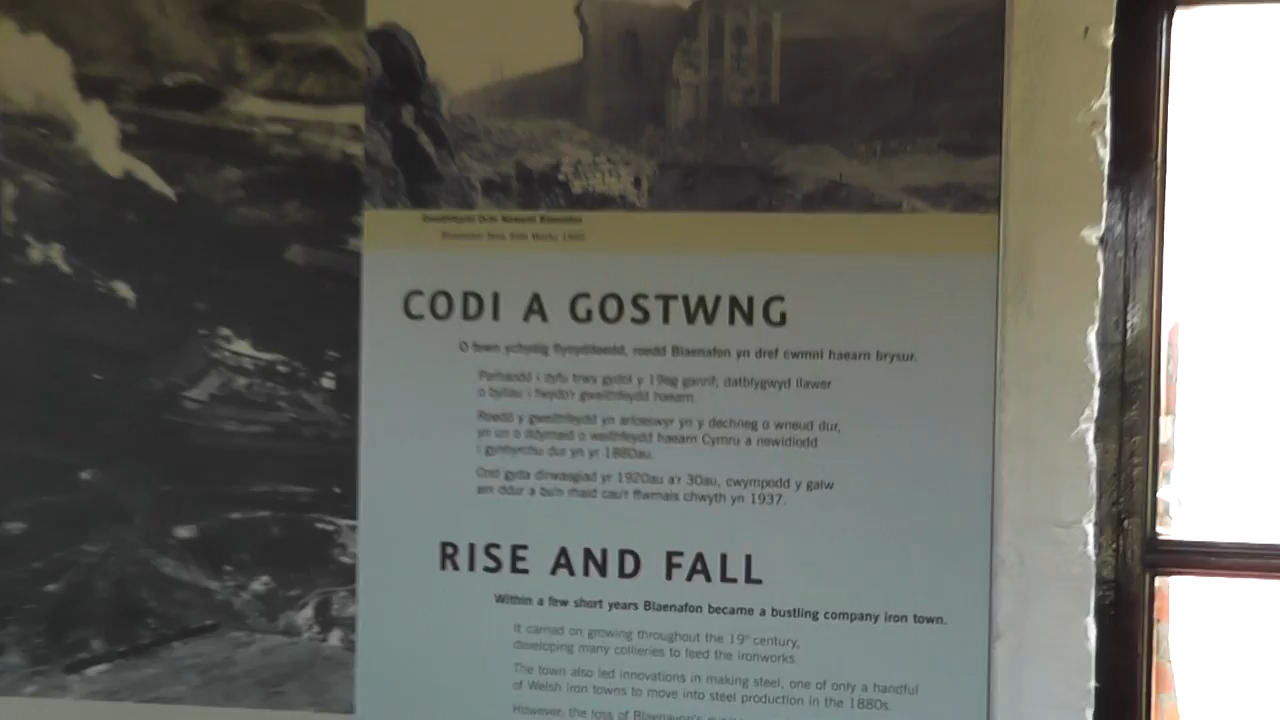 CODI A GOSTWNG
O fewn ychydig flynyddoedd, roedd Blaenafon yn dref cwmni haearn brysur.
Parhaodd i dyfu trwy gydol y 19eg ganrif, datblygwyd llawer
o byllau i fwydo'r gweithfeydd haearn.
Roedd y gweithfeydd yn arloeswyr yn y dechneg o wneud dur,
yn un o ddyrnaid o weithfeydd haearn Cymru a newidiodd
i gynhyrchu dur yn yr 1880au.
Ond gyda dirwasgiad yr 1920au a'r 30au, cwympodd y galw
am ddur a bu'n rhaid cau'r ffwrnais chwyth yn 1937.
RISE AND FALL
Within a few short years Blaenafon became a bustling company iron town.
It carried on growing throughout the 19th century,
developing many collieries to feed the ironworks.
The town also led innovations in making steel, one of only a handful
of Welsh iron towns to move into steel production in the 1880s.
However, the loss of Blaenavon's